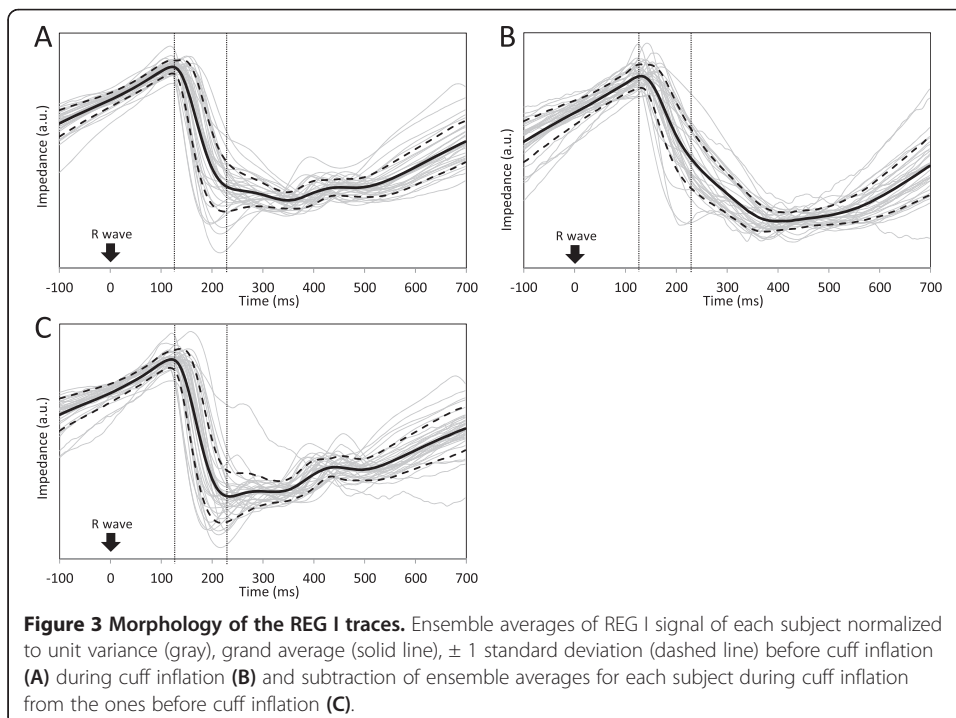 A
Impedance (a.u.)
R wave
-100 0 100 200 300 400 500 600 700
Time (ms)
B
Impedance (a.u.)
R wave
-100 0 100 200 300 400 500 600 700
Time (ms)
C
Impedance (a.u.)
R wave
-100 0 100 200 300 400 500 600 700
Time (ms)
Figure 3 Morphology of the REG I traces. Ensemble averages of REG I signal of each subject normalized
to unit variance (gray), grand average (solid line), ± 1 standard deviation (dashed line) before cuff inflation
(A) during cuff inflation (B) and subtraction of ensemble averages for each subject during cuff inflation
from the ones before cuff inflation (C).